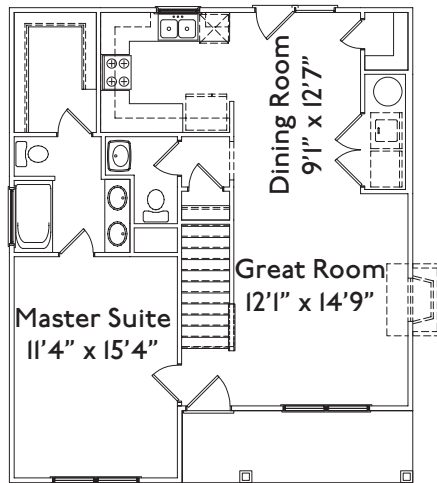 Dining Room
9'1" x 12'7"
Great Room
12'1" x 14'9"
Master Suite
11'4" x 15'4"